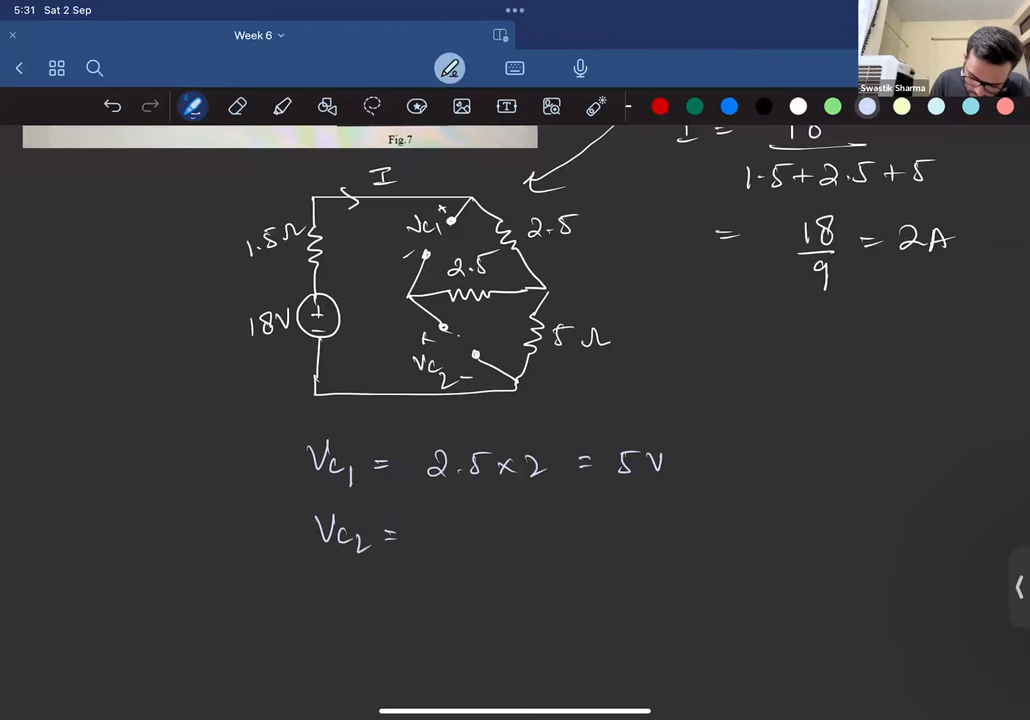 5:31 Sat 2 Sep
Week 6
Swastik Sharma
Fig.7
I =
1.5+2.5+5
= 18/9 = 2A
I
1.5Ω
18V
+
−
VC1
+
−
2.5
2.5
5 Ω
+
VC2
−
VC1 = 2.5×2 = 5V
VC2 =